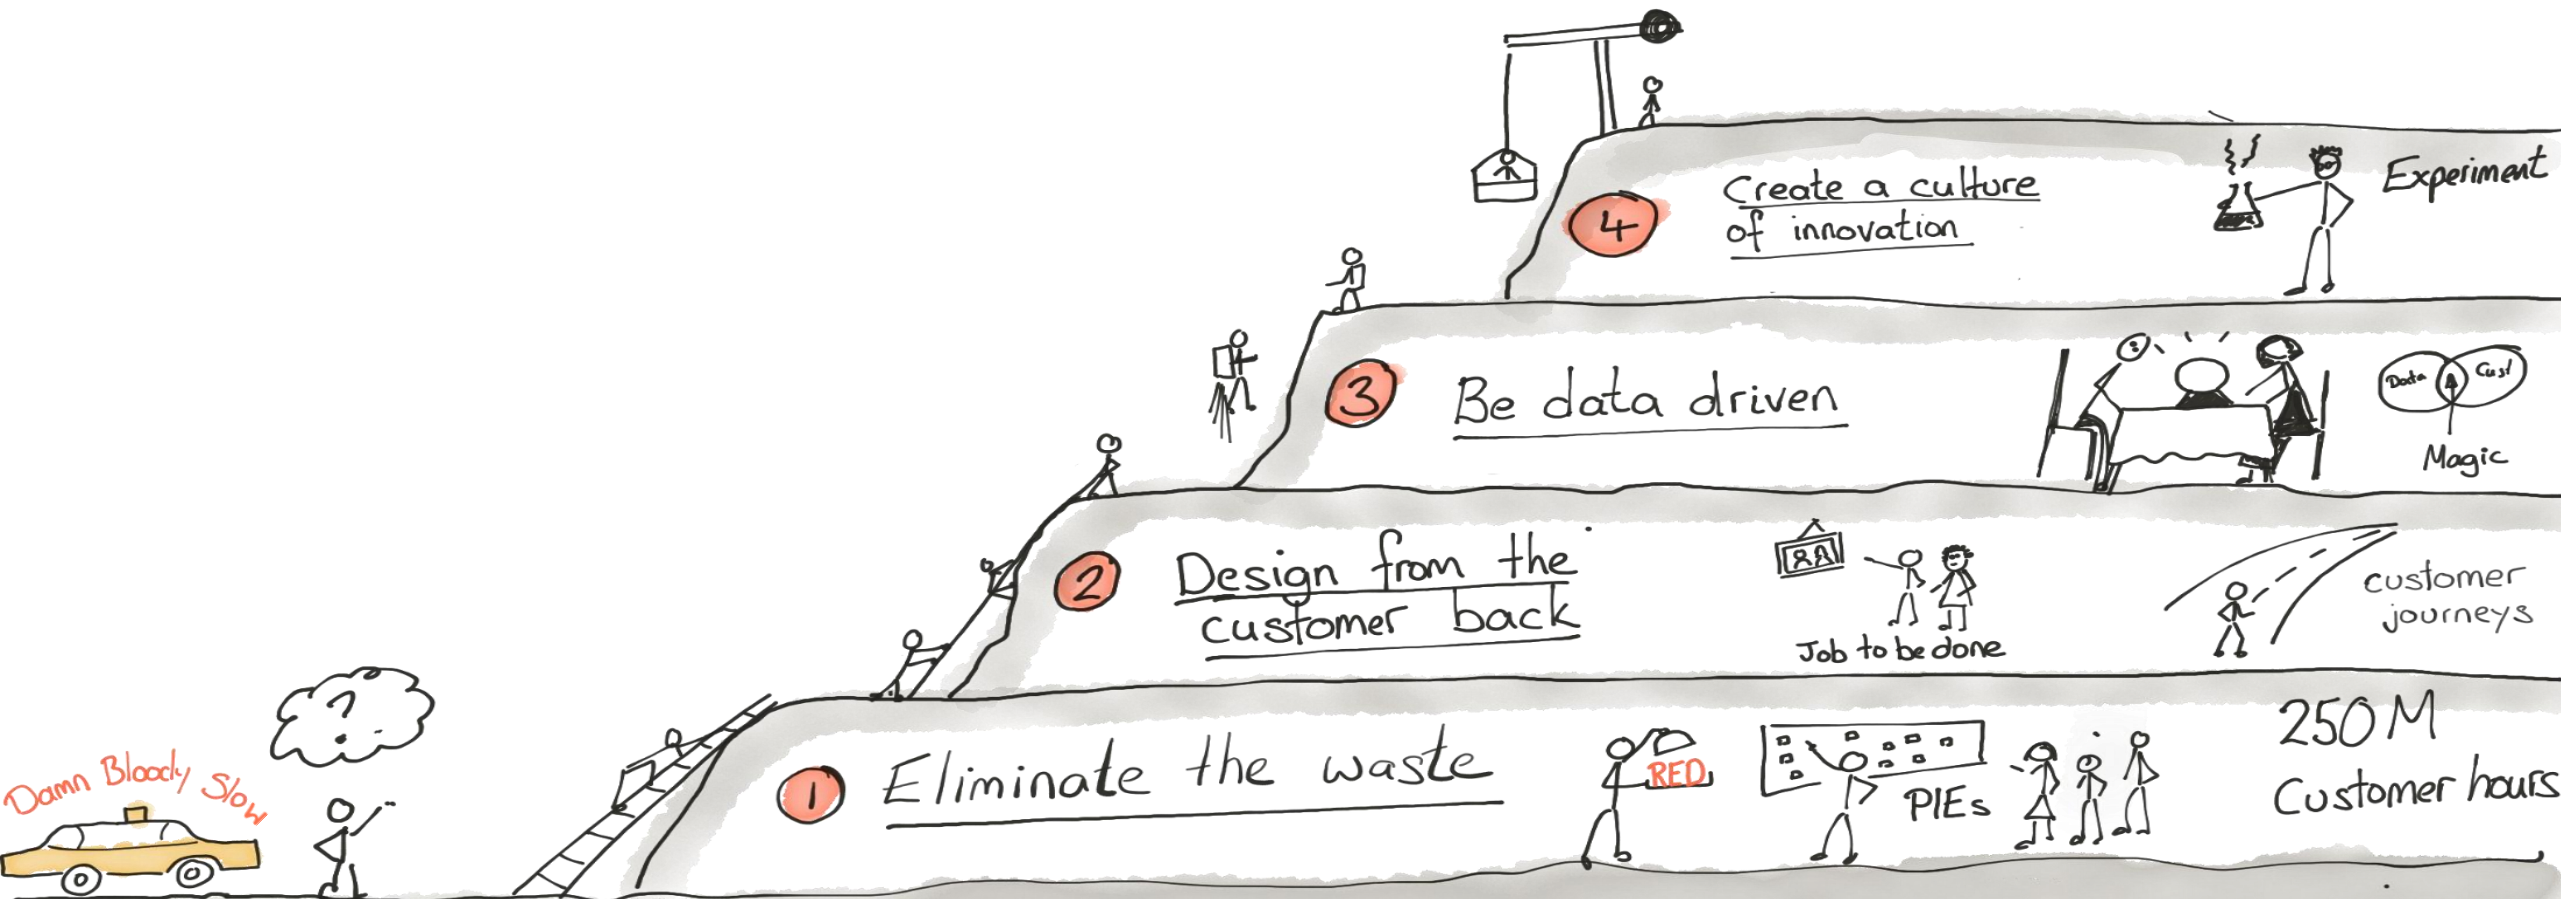 4
Create a culture
of innovation
Experiment
3
Be data driven
Data
Cust
Magic
2
Design from the
customer back
Job to be done
customer
journeys
?
Damn Bloody Slow
1
Eliminate the waste
RED
PIEs
250M
Customer hours